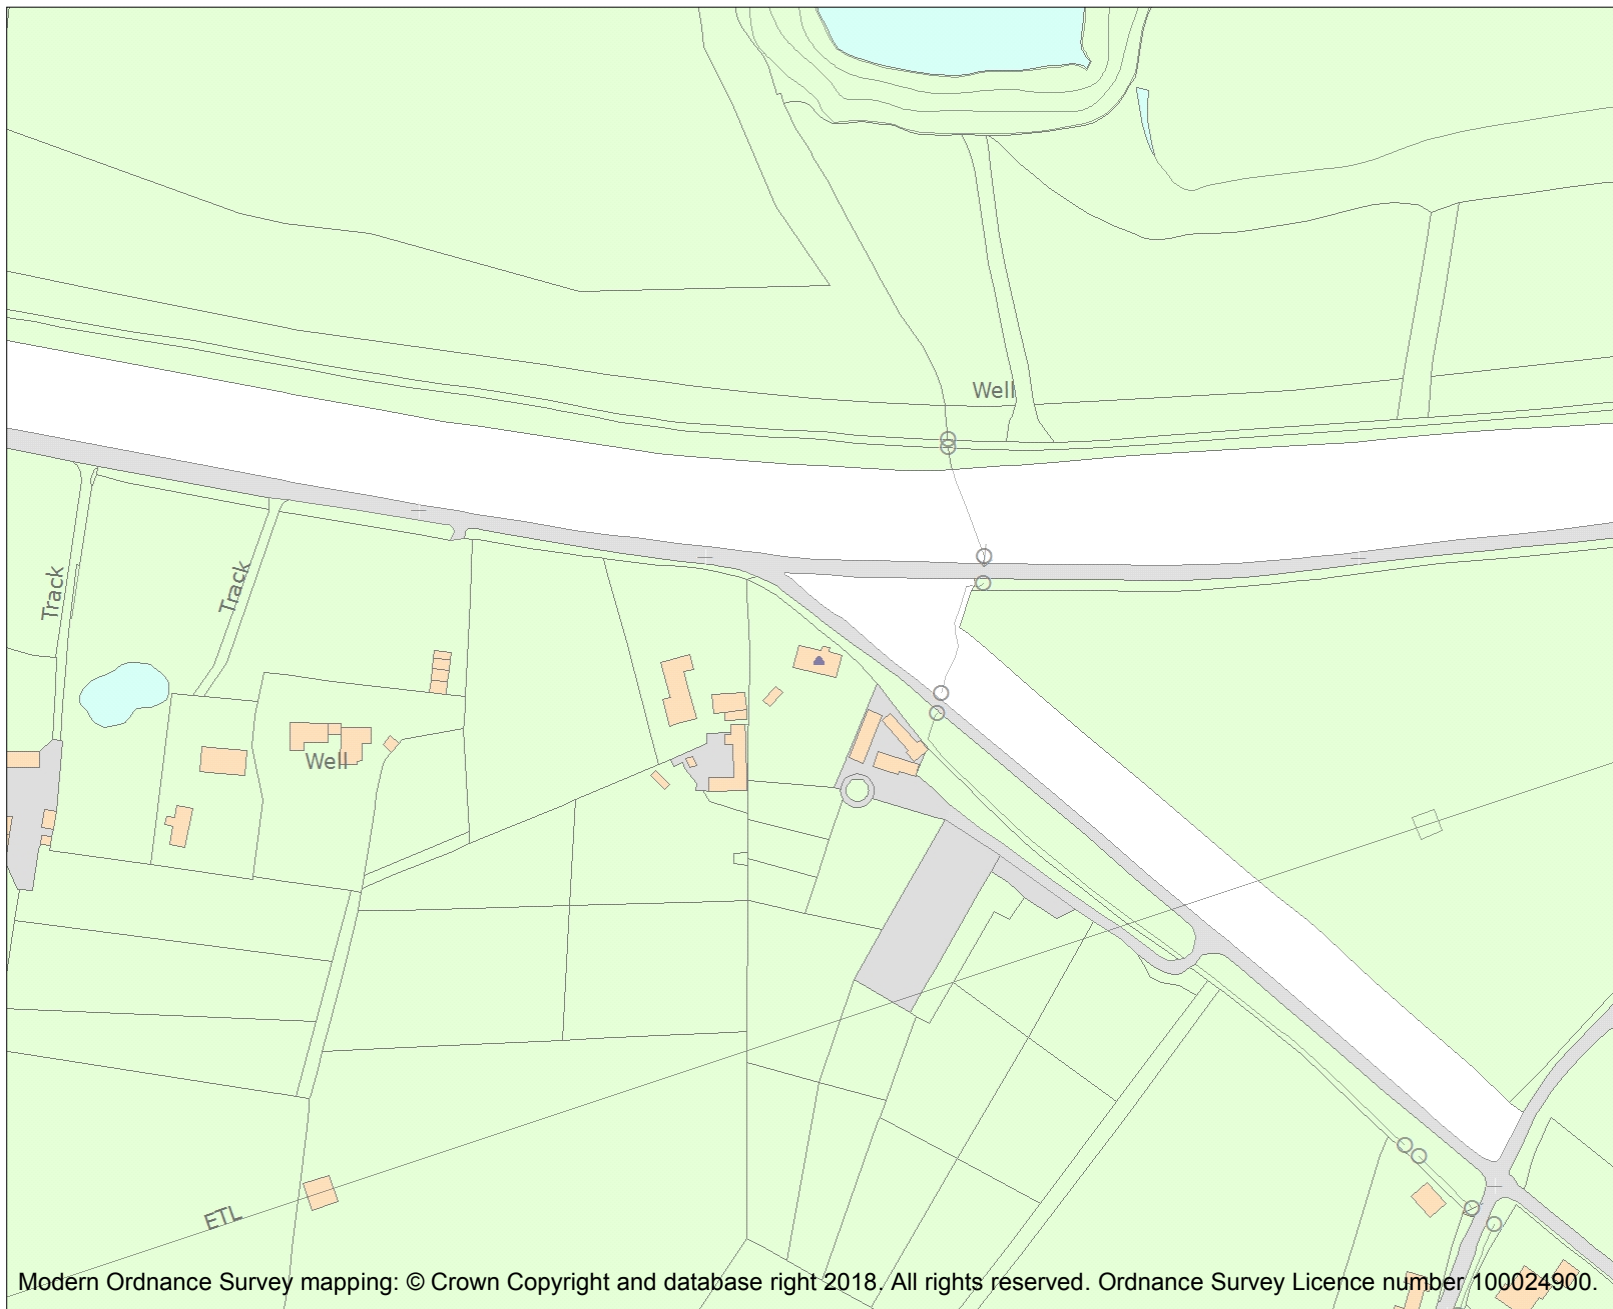 Well
Track
Track
Well
ETL
Modern Ordnance Survey mapping: © Crown Copyright and database right 2018. All rights reserved. Ordnance Survey Licence number 100024900.